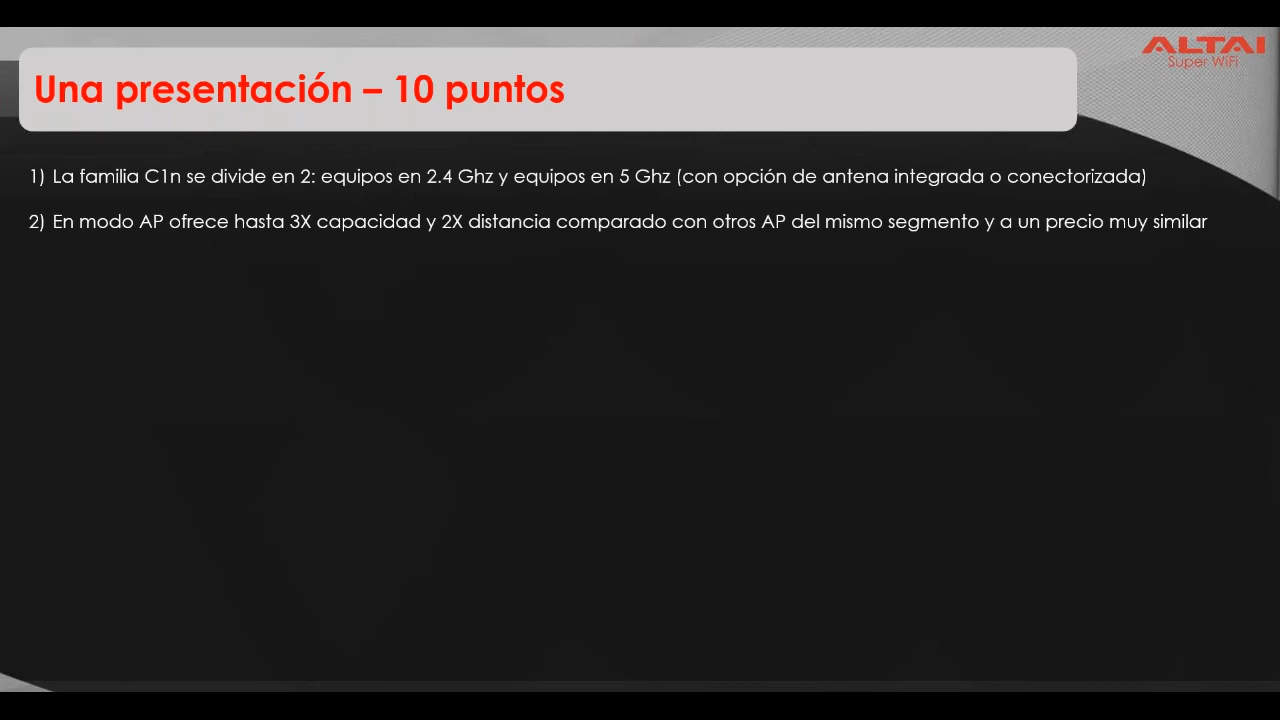 ALTAI
Super WiFi
Una presentación – 10 puntos
1) La familia C1n se divide en 2: equipos en 2.4 Ghz y equipos en 5 Ghz (con opción de antena integrada o conectorizada)
2) En modo AP ofrece hasta 3X capacidad y 2X distancia comparado con otros AP del mismo segmento y a un precio muy similar